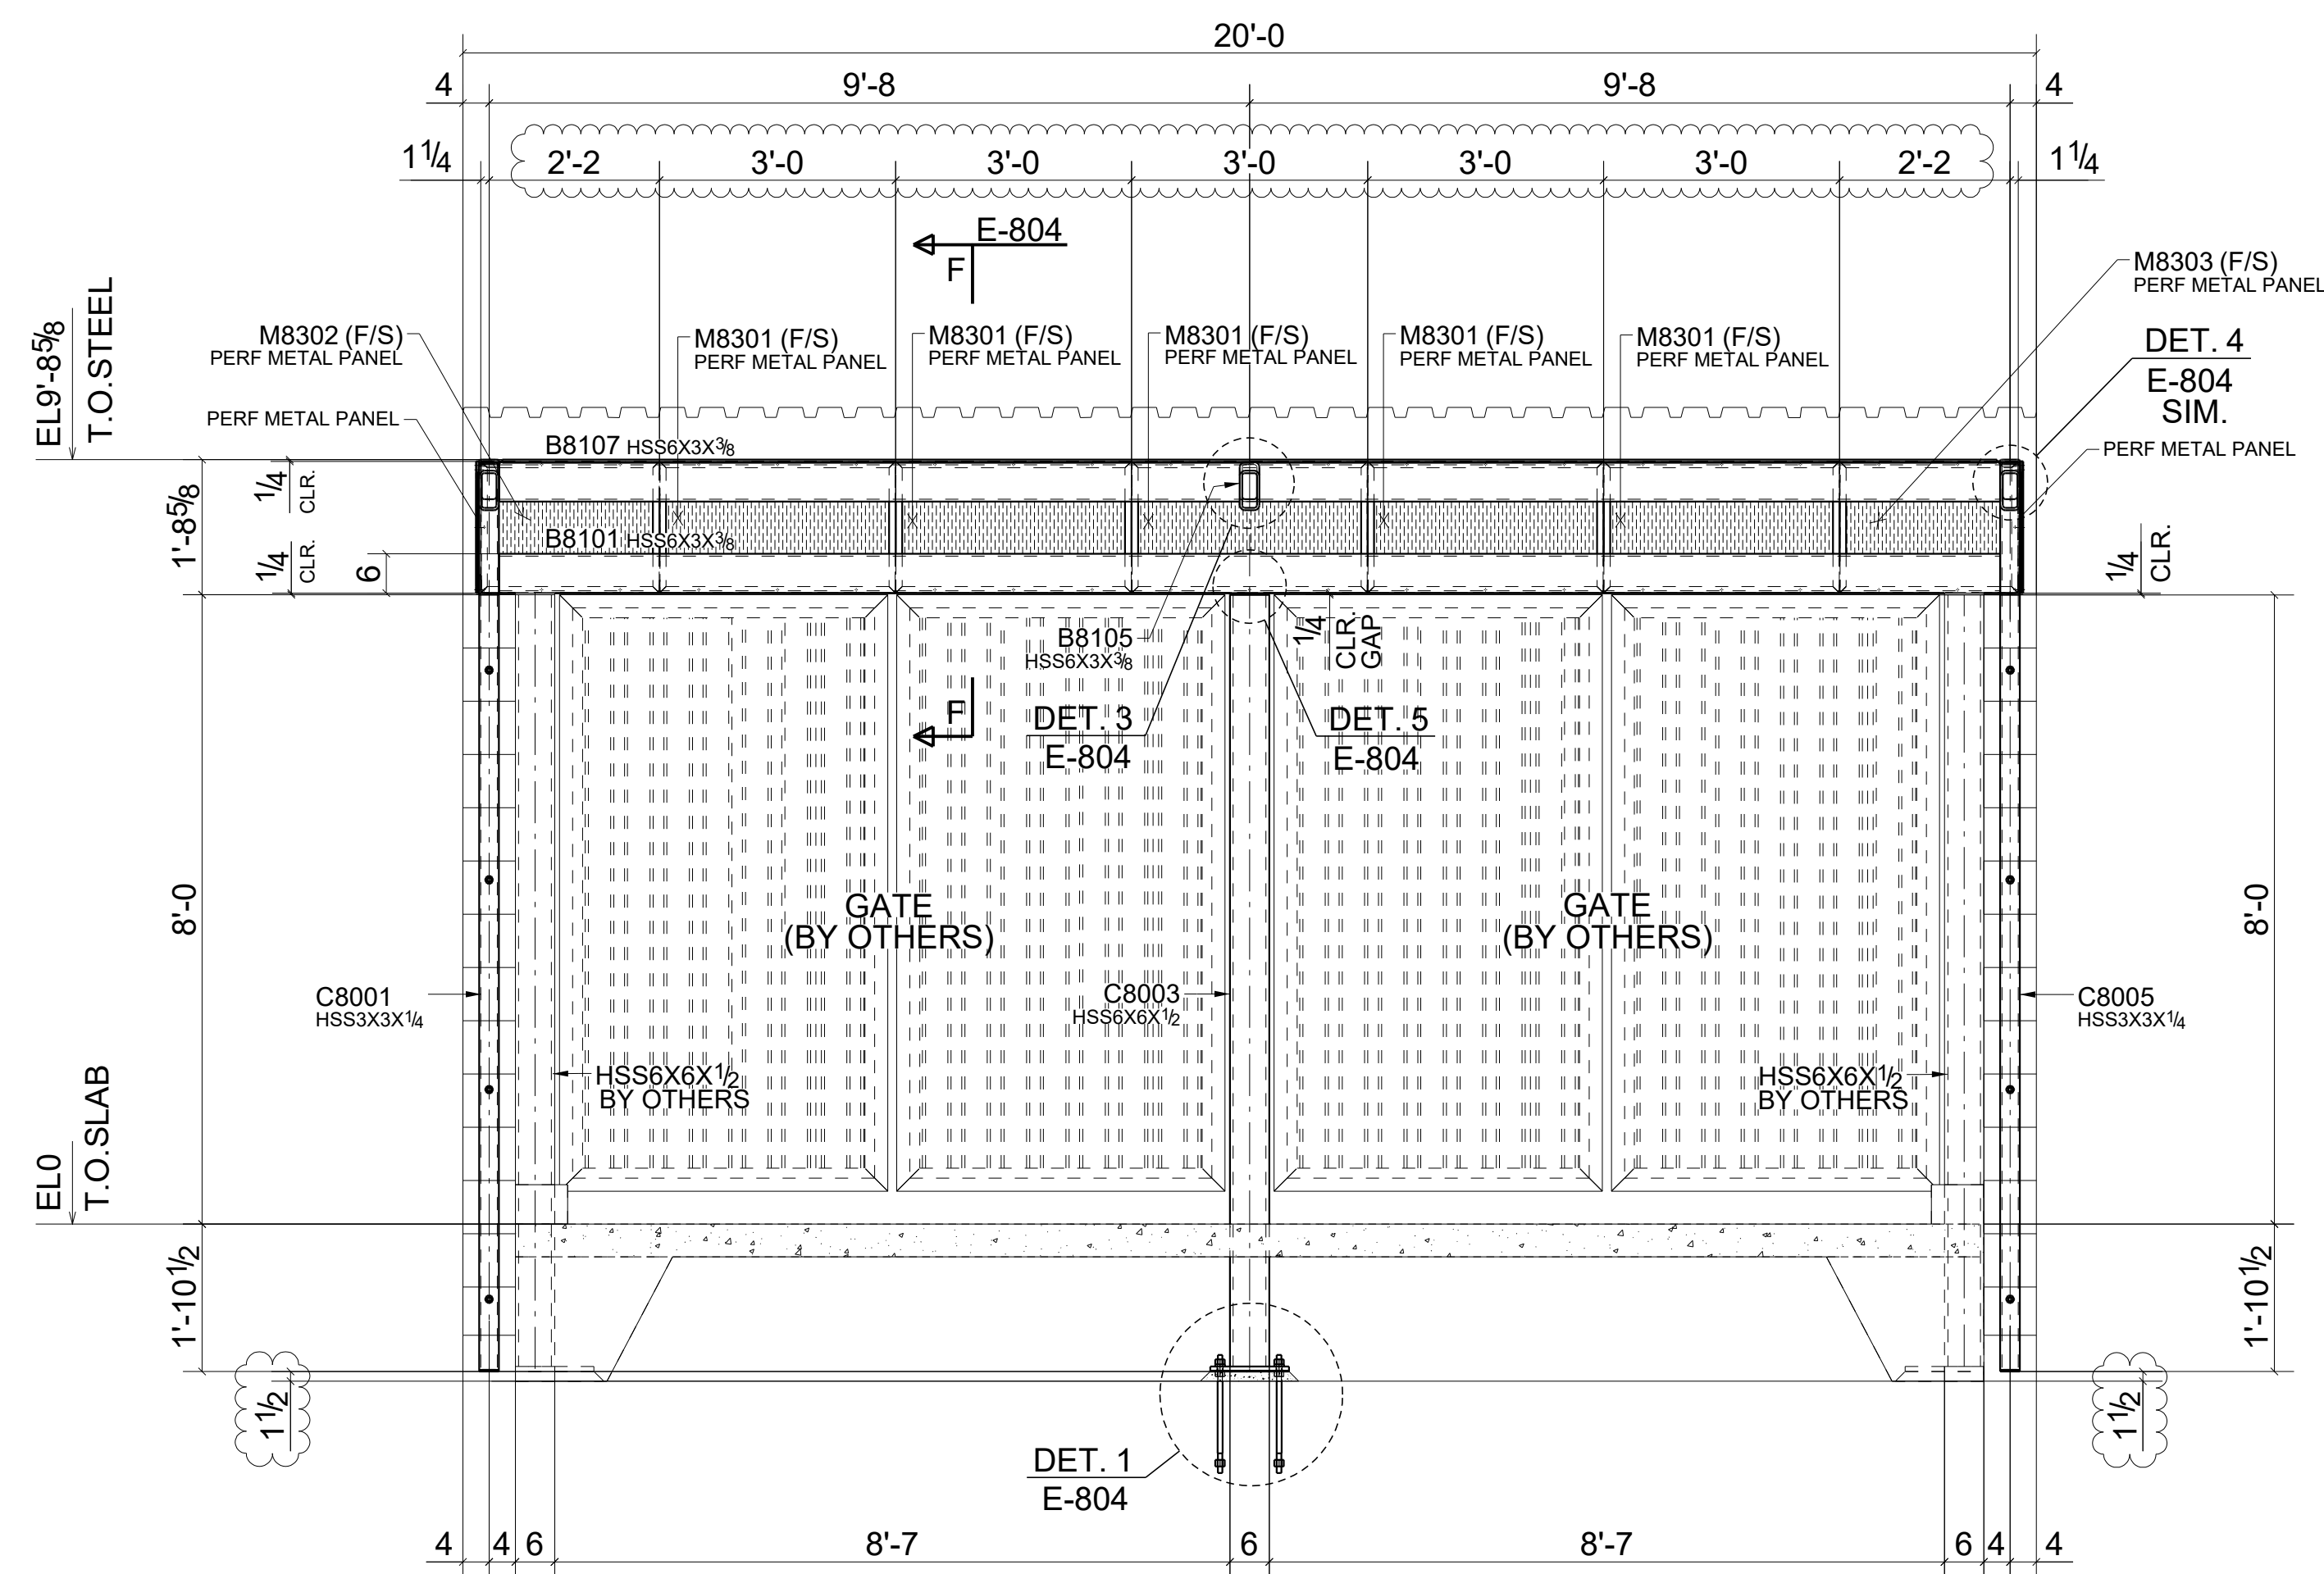 20'-0
4 9'-8 9'-8 4
1 1/4 2'-2 3'-0 3'-0 3'-0 3'-0 3'-0 2'-2 1 1/4
E-804
F
M8303 (F/S)
PERF METAL PANEL
M8302 (F/S)
PERF METAL PANEL
M8301 (F/S)
PERF METAL PANEL
M8301 (F/S)
PERF METAL PANEL
M8301 (F/S)
PERF METAL PANEL
M8301 (F/S)
PERF METAL PANEL
M8301 (F/S)
PERF METAL PANEL
DET. 4
E-804
SIM.
EL9'-8 5/8
T.O.STEEL
PERF METAL PANEL
PERF METAL PANEL
B8107 HSS6X3X3/8
B8101 HSS6X3X3/8
1'-8 5/8
1/4
CLR.
1/4
CLR.
6
1/4
CLR.
B8105
HSS6X3X3/8
1/4
CLR.
GAP
F
DET. 3
E-804
DET. 5
E-804
8'-0
GATE
(BY OTHERS)
GATE
(BY OTHERS)
8'-0
C8001
HSS3X3X1/4
C8003
HSS6X6X1/2
C8005
HSS3X3X1/4
HSS6X6X1/2
BY OTHERS
HSS6X6X1/2
BY OTHERS
EL0
T.O.SLAB
1'-10 1/2
1'-10 1/2
1 1/2
1 1/2
DET. 1
E-804
4 4 6 8'-7 6 8'-7 6 4 4